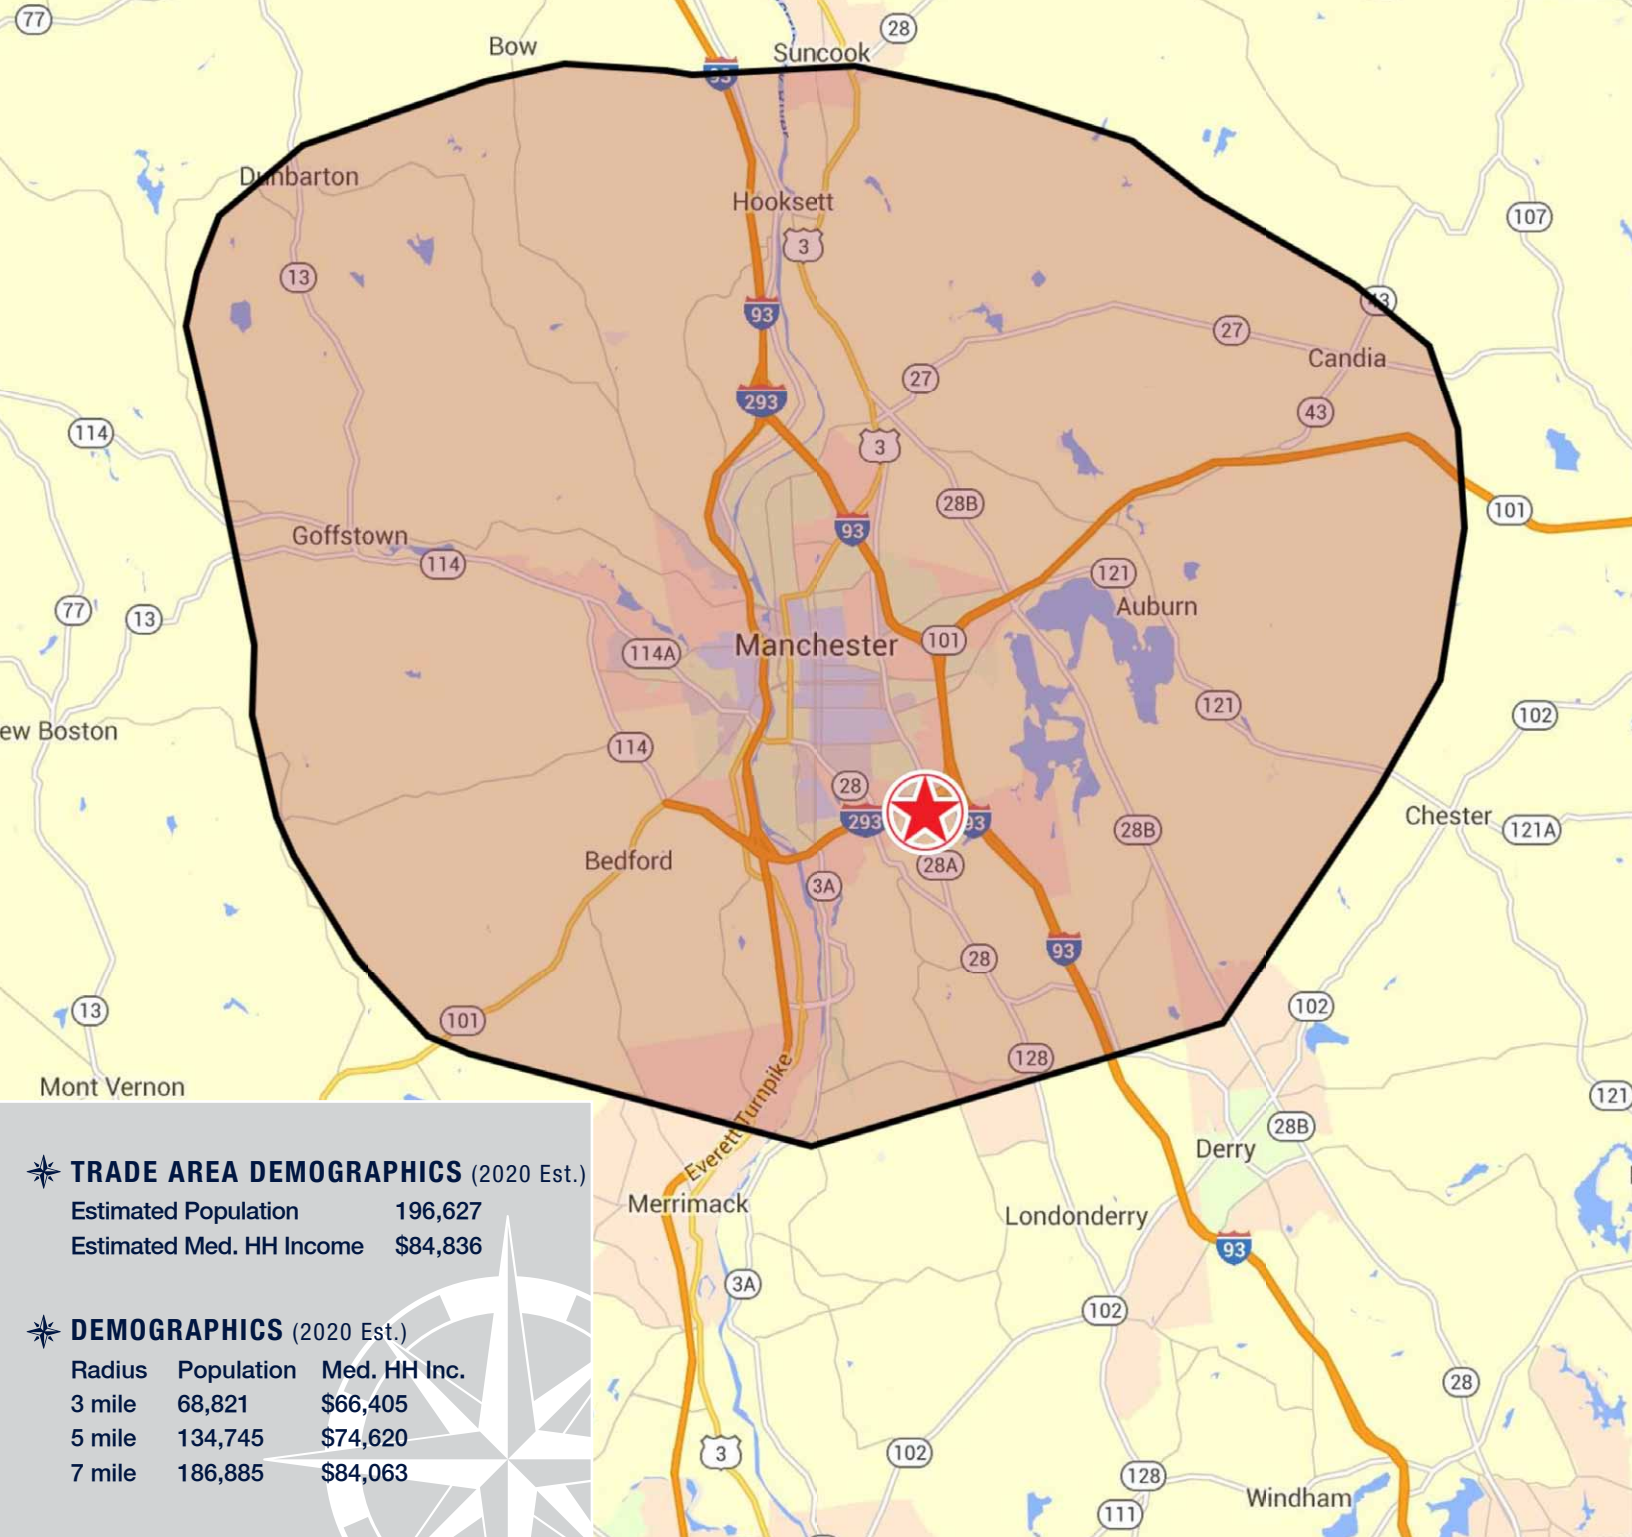 77
Bow
Suncook
28
93
Dunbarton
Hooksett
107
3
13
43
93
27
Candia
27
293
43
114
3
28B
101
93
Goffstown
114
121
Auburn
77
13
101
Manchester
114A
121
102
ew Boston
114
28
Chester
293
93
28B
121A
Bedford
28A
3A
93
28
13
101
102
128
Mont Vernon
121
Everett Turnpike
28B
Derry
Merrimack
Londonderry
93
3A
102
28
3
102
128
Windham
111
TRADE AREA DEMOGRAPHICS (2020 Est.)
Estimated Population 196,627
Estimated Med. HH Income $84,836
DEMOGRAPHICS (2020 Est.)
Radius Population Med. HH Inc.
3 mile 68,821 $66,405
5 mile 134,745 $74,620
7 mile 186,885 $84,063